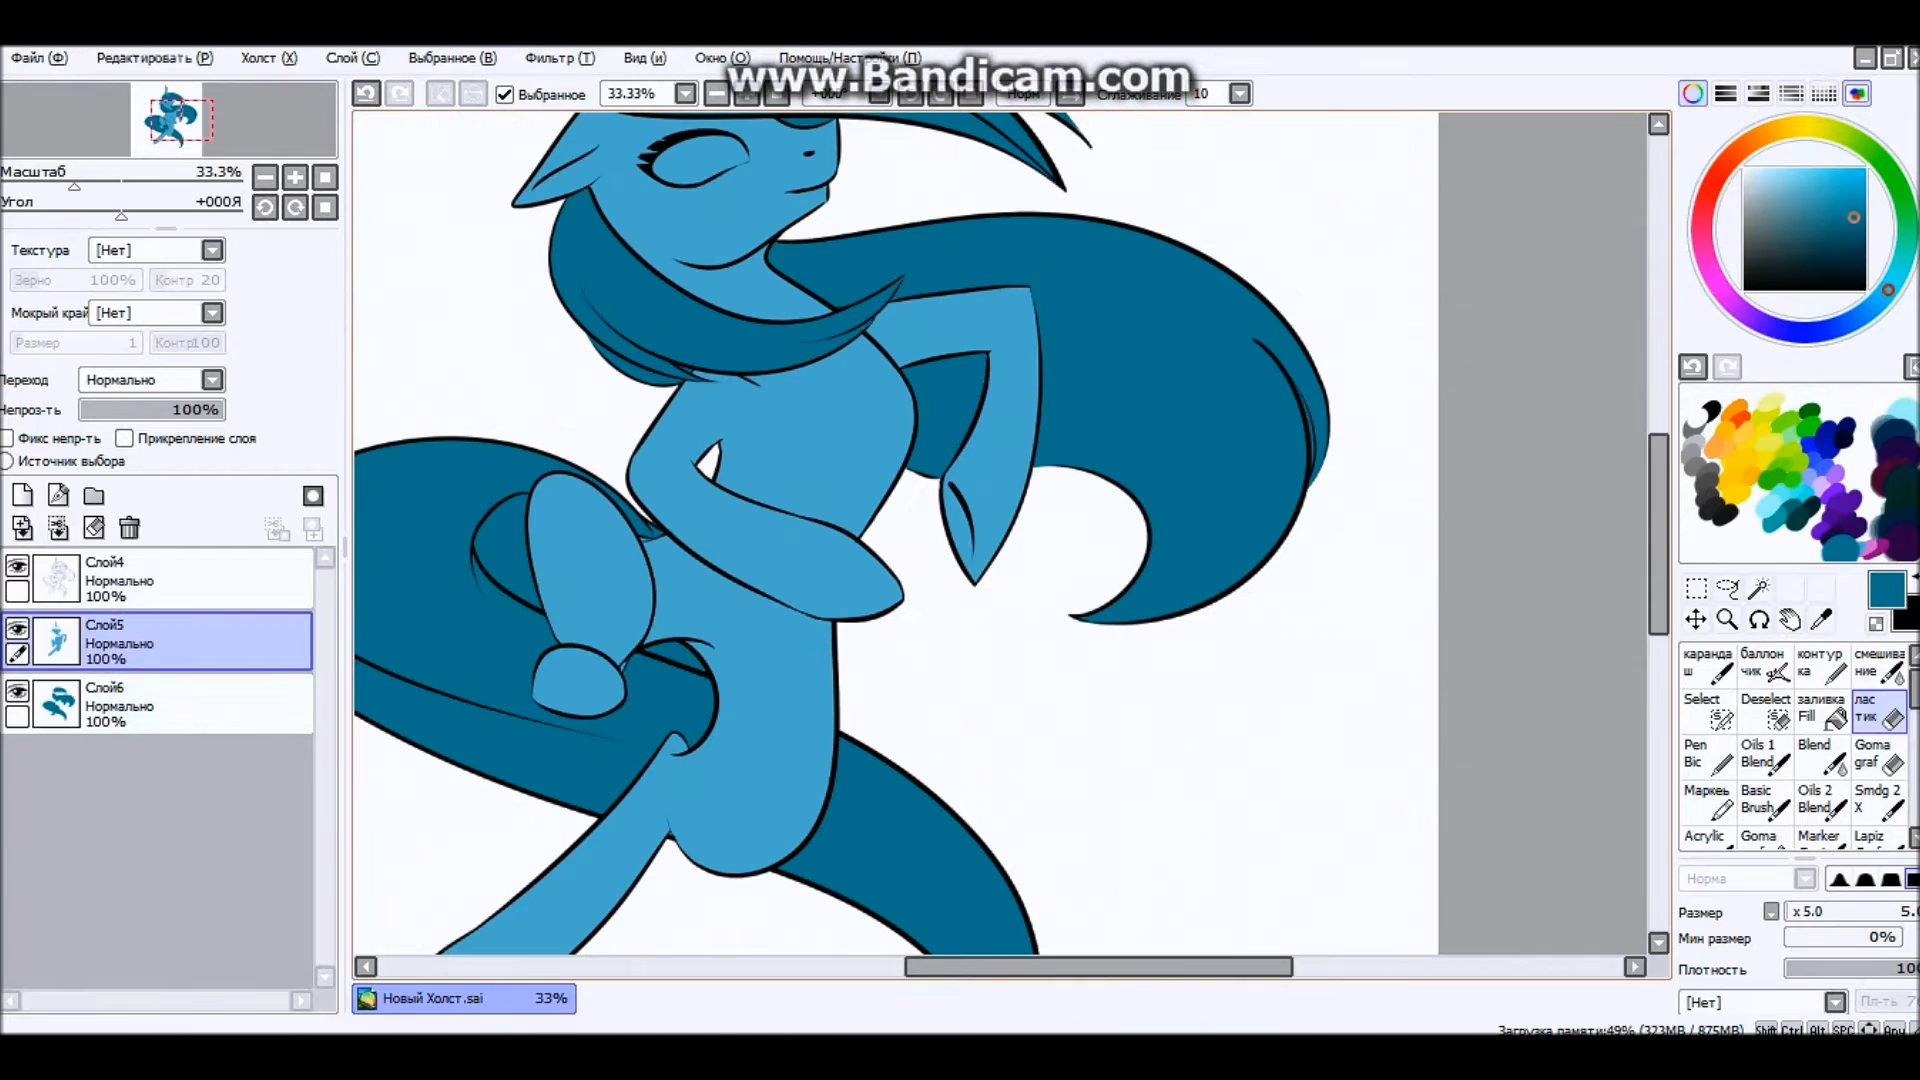 Файл (Ф) Редактировать (Р) Холст (Х) Слой (С) Выбранное (В) Фильтр (Т) Вид (и) Окно (О) Помощь/Настройки (П)
www.Bandicam.com
Выбранное 33.33% +000° Норм Сглаживание 10
Масштаб 33.3%
Угол +000Я
Текстура [Нет]
Зерно 100% Контр 20
Мокрый край [Нет]
Размер 1 Контр100
Переход Нормально
Непроз-ть 100%
Фикс непр-ть Прикрепление слоя
Источник выбора
Слой4
Нормально
100%
Слой5
Нормально
100%
Слой6
Нормально
100%
каранда баллон контур смешива
ш чик ка ние
Select Deselect заливка лас
Fill тик
Pen Oils 1 Blend Goma
Bic Blend graf
Маркеь Basic Oils 2 Smdg 2
Brush Blend X
Acrylic Goma Marker Lapiz
Норма
Размер x 5.0 5.0
Мин размер 0%
Плотность 100
[Нет] Пл-ть
Новый Холст.sai 33%
Загрузка памяти:49% (323MB / 875MB) Shift Ctrl Alt SPC Any